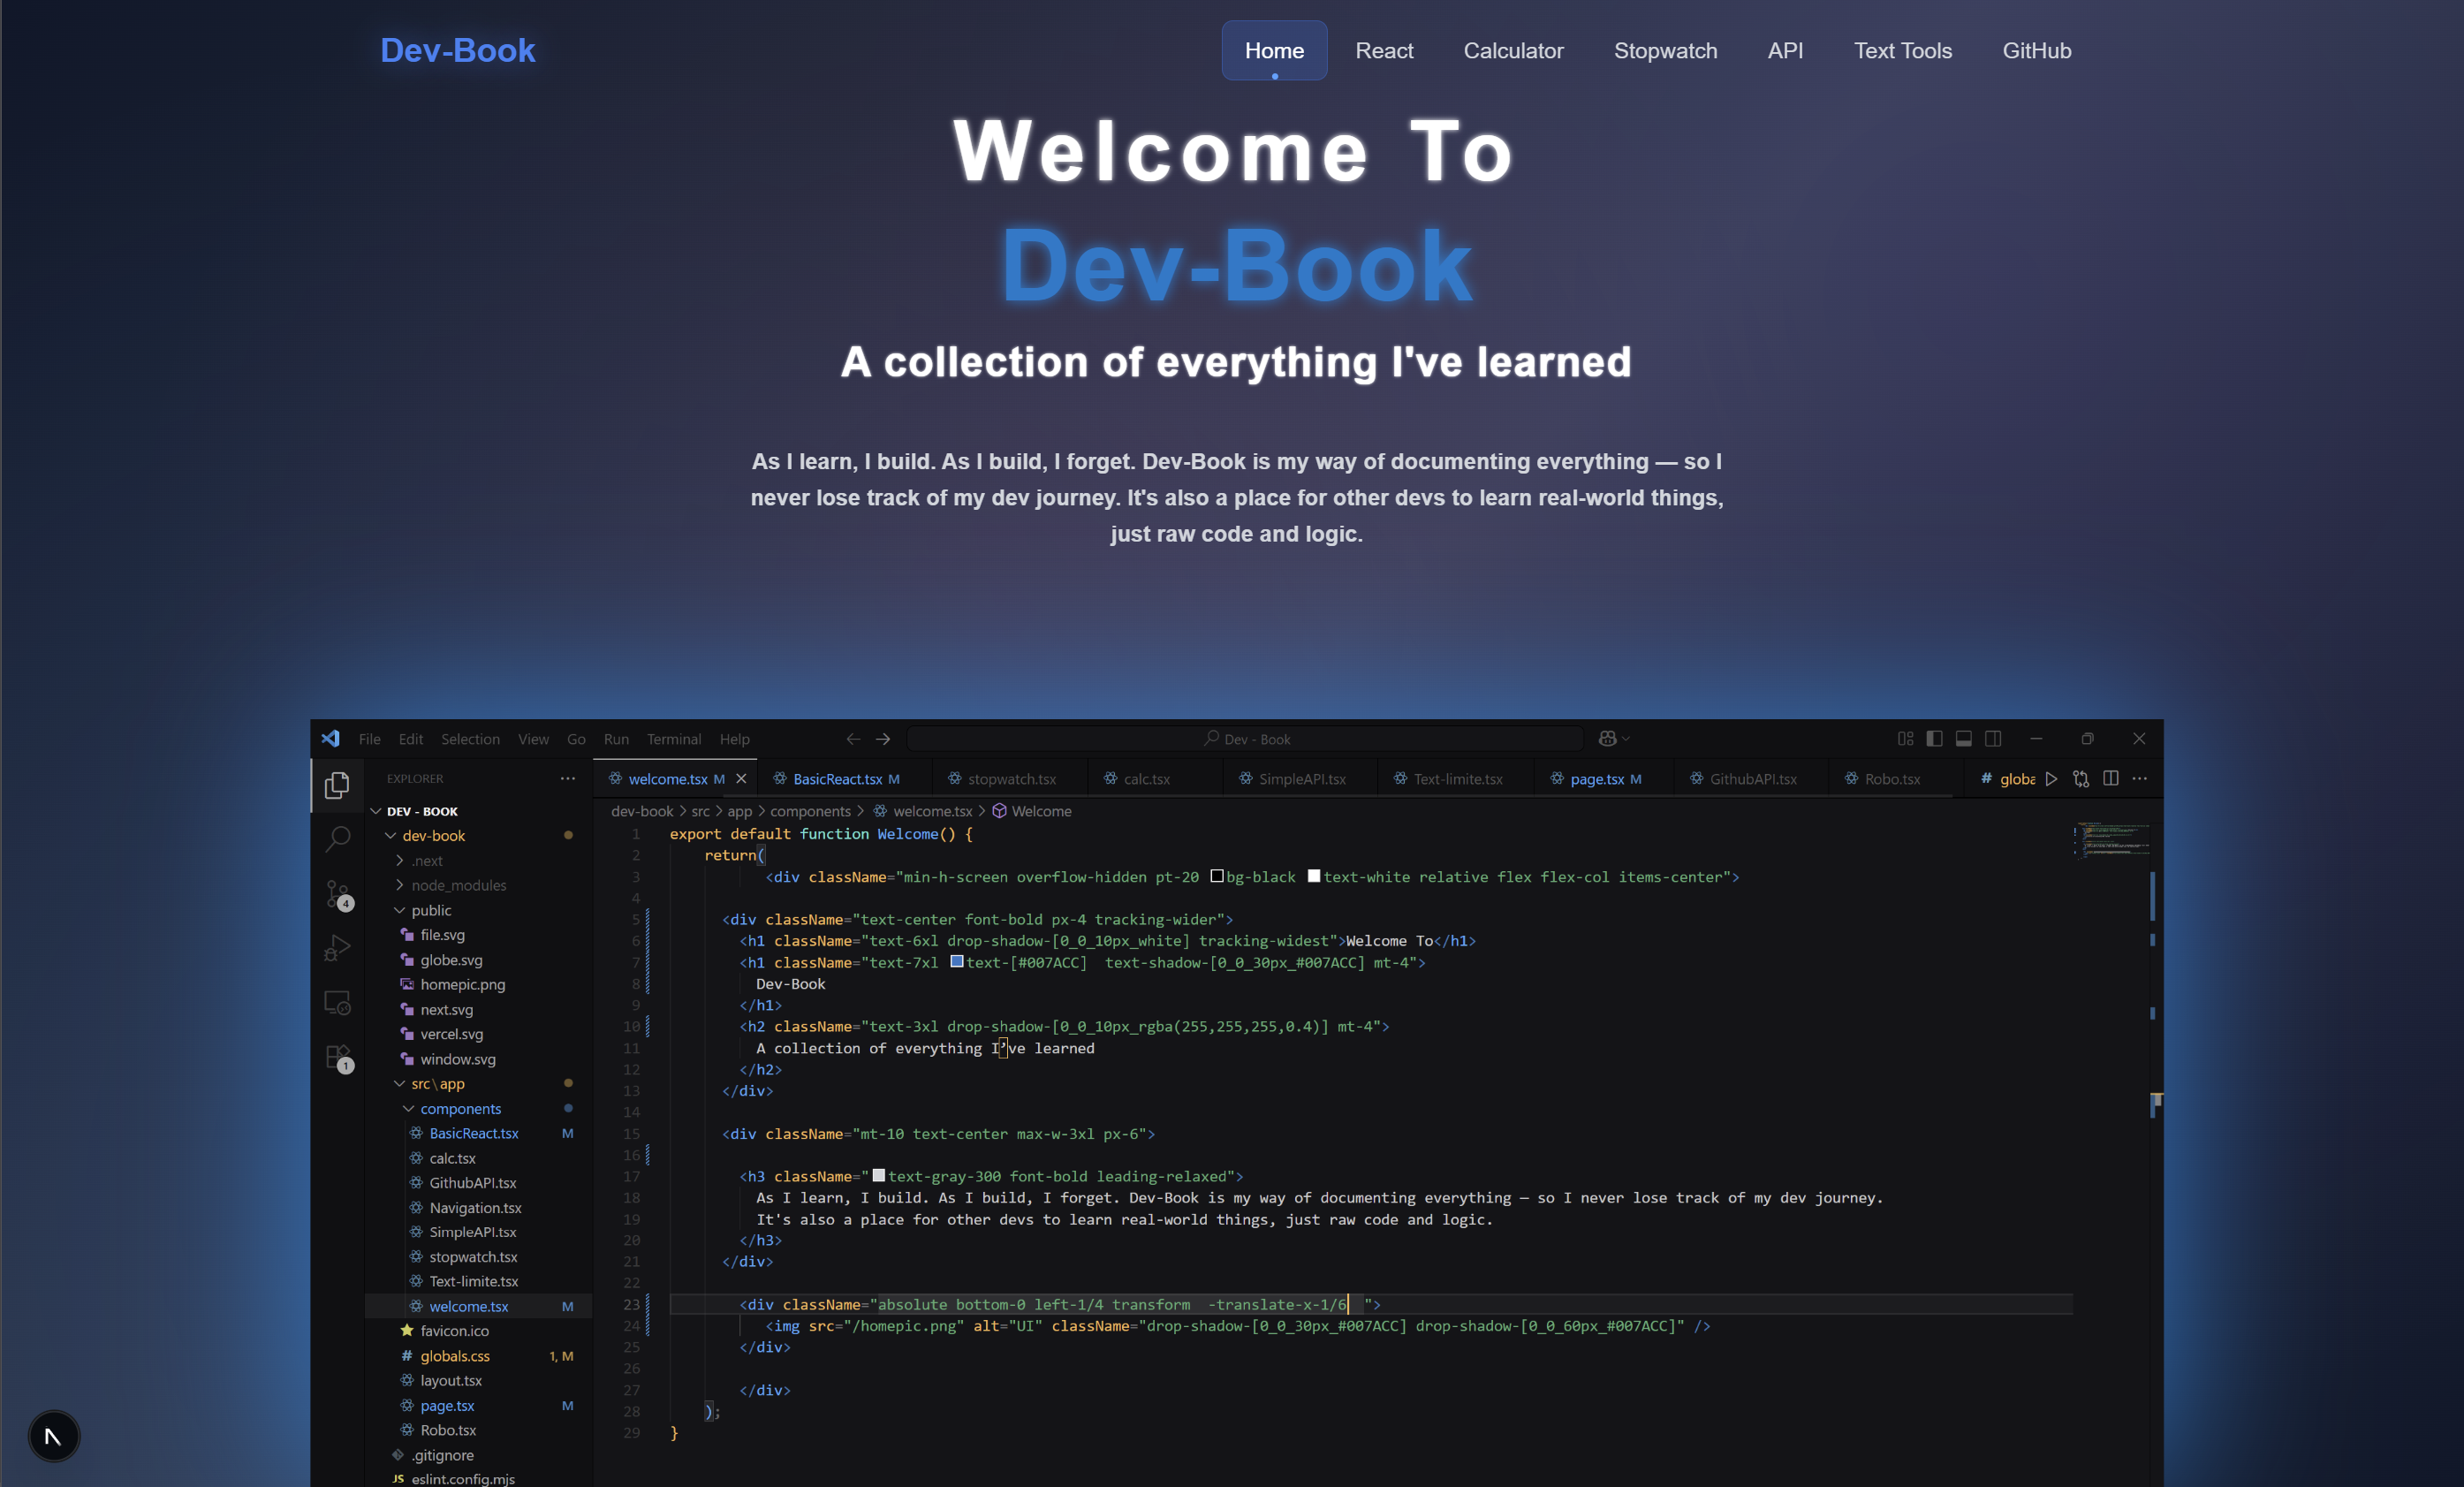 Dev-Book
Home React Calculator Stopwatch API Text Tools GitHub
Welcome To
Dev-Book
A collection of everything I've learned
As I learn, I build. As I build, I forget. Dev-Book is my way of documenting everything — so I
never lose track of my dev journey. It's also a place for other devs to learn real-world things,
just raw code and logic.
File Edit Selection View Go Run Terminal Help
Dev - Book
EXPLORER
welcome.tsx M BasicReact.tsx M stopwatch.tsx calc.tsx SimpleAPI.tsx Text-limite.tsx page.tsx M GithubAPI.tsx Robo.tsx # globa
dev-book > src > app > components > welcome.tsx > Welcome
DEV - BOOK
dev-book
.next
node_modules
public
file.svg
globe.svg
homepic.png
next.svg
vercel.svg
window.svg
src\app
components
BasicReact.tsx M
calc.tsx
GithubAPI.tsx
Navigation.tsx
SimpleAPI.tsx
stopwatch.tsx
Text-limite.tsx
welcome.tsx M
favicon.ico
# globals.css 1, M
layout.tsx
page.tsx M
Robo.tsx
.gitignore
JS eslint.config.mjs
4
1
1 export default function Welcome() {
2 return(
3 <div className="min-h-screen overflow-hidden pt-20 bg-black text-white relative flex flex-col items-center">
4
5 <div className="text-center font-bold px-4 tracking-wider">
6 <h1 className="text-6xl drop-shadow-[0_0_10px_white] tracking-widest">Welcome To</h1>
7 <h1 className="text-7xl text-[#007ACC]  text-shadow-[0_0_30px_#007ACC] mt-4">
8 Dev-Book
9 </h1>
10 <h2 className="text-3xl drop-shadow-[0_0_10px_rgba(255,255,255,0.4)] mt-4">
11 A collection of everything I’ve learned
12 </h2>
13 </div>
14
15 <div className="mt-10 text-center max-w-3xl px-6">
16
17 <h3 className=" text-gray-300 font-bold leading-relaxed">
18 As I learn, I build. As I build, I forget. Dev-Book is my way of documenting everything — so I never lose track of my dev journey.
19 It's also a place for other devs to learn real-world things, just raw code and logic.
20 </h3>
21 </div>
22
23 <div className="absolute bottom-0 left-1/4 transform  -translate-x-1/6  ">
24 <img src="/homepic.png" alt="UI" className="drop-shadow-[0_0_30px_#007ACC] drop-shadow-[0_0_60px_#007ACC]" />
25 </div>
26
27 </div>
28 );
29 }